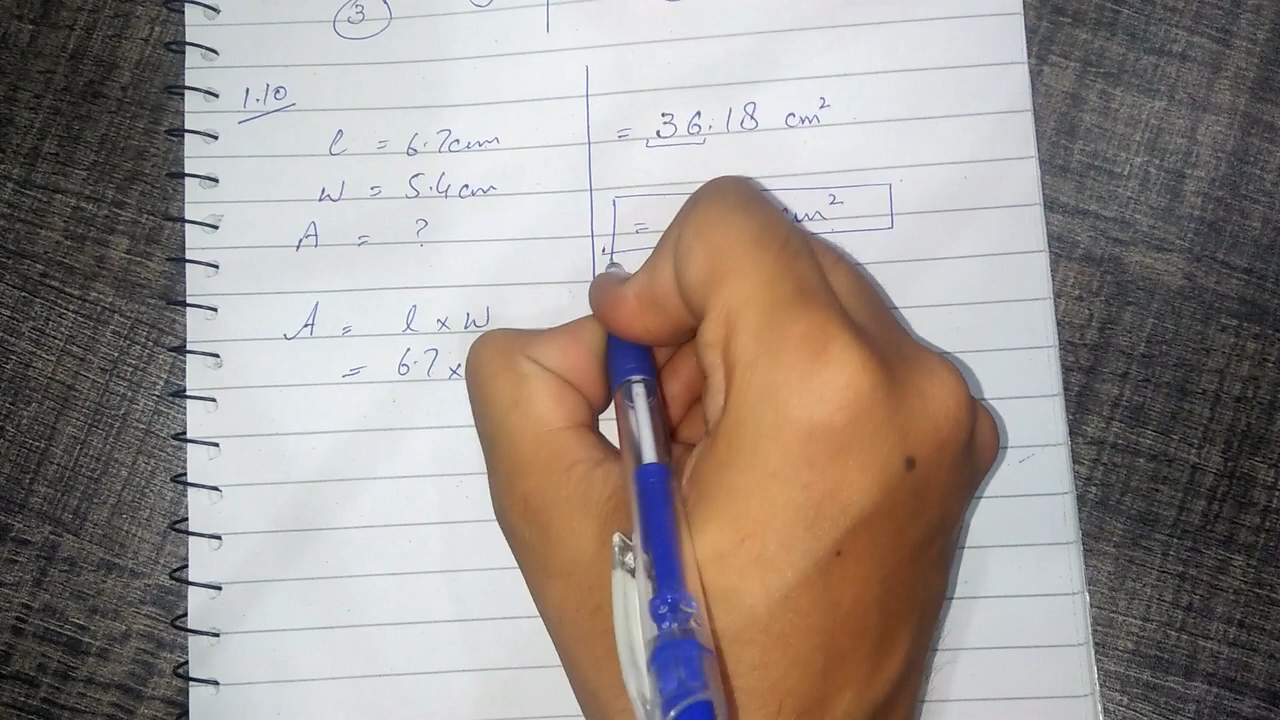 3
1.10
l = 6.7cm
w = 5.4cm
A = ?
A = l × w
= 6.7 ×
= 36.18 cm²
= cm²